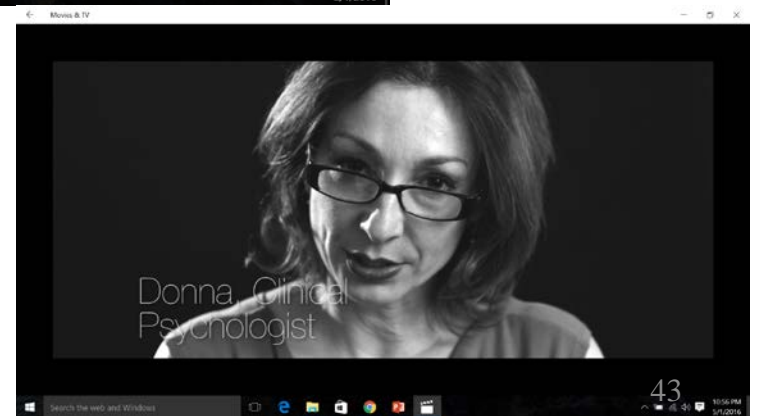 Movies & TV
Donna, Clinical
Psychologist
43
Search the web and Windows
10:56 PM
5/1/2016